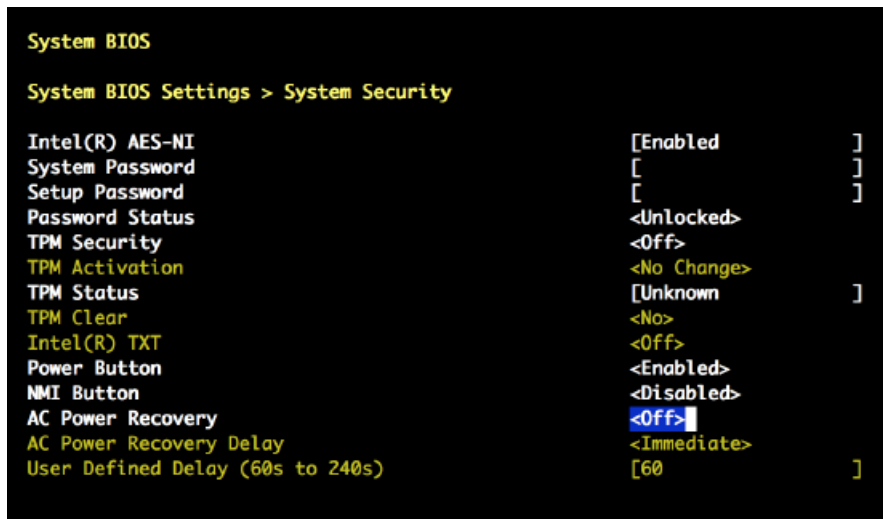 System BIOS
System BIOS Settings > System Security
Intel(R) AES-NI [Enabled ]
System Password [ ]
Setup Password [ ]
Password Status <Unlocked>
TPM Security <Off>
TPM Activation <No Change>
TPM Status [Unknown ]
TPM Clear <No>
Intel(R) TXT <Off>
Power Button <Enabled>
NMI Button <Disabled>
AC Power Recovery <Off>
AC Power Recovery Delay <Immediate>
User Defined Delay (60s to 240s) [60 ]